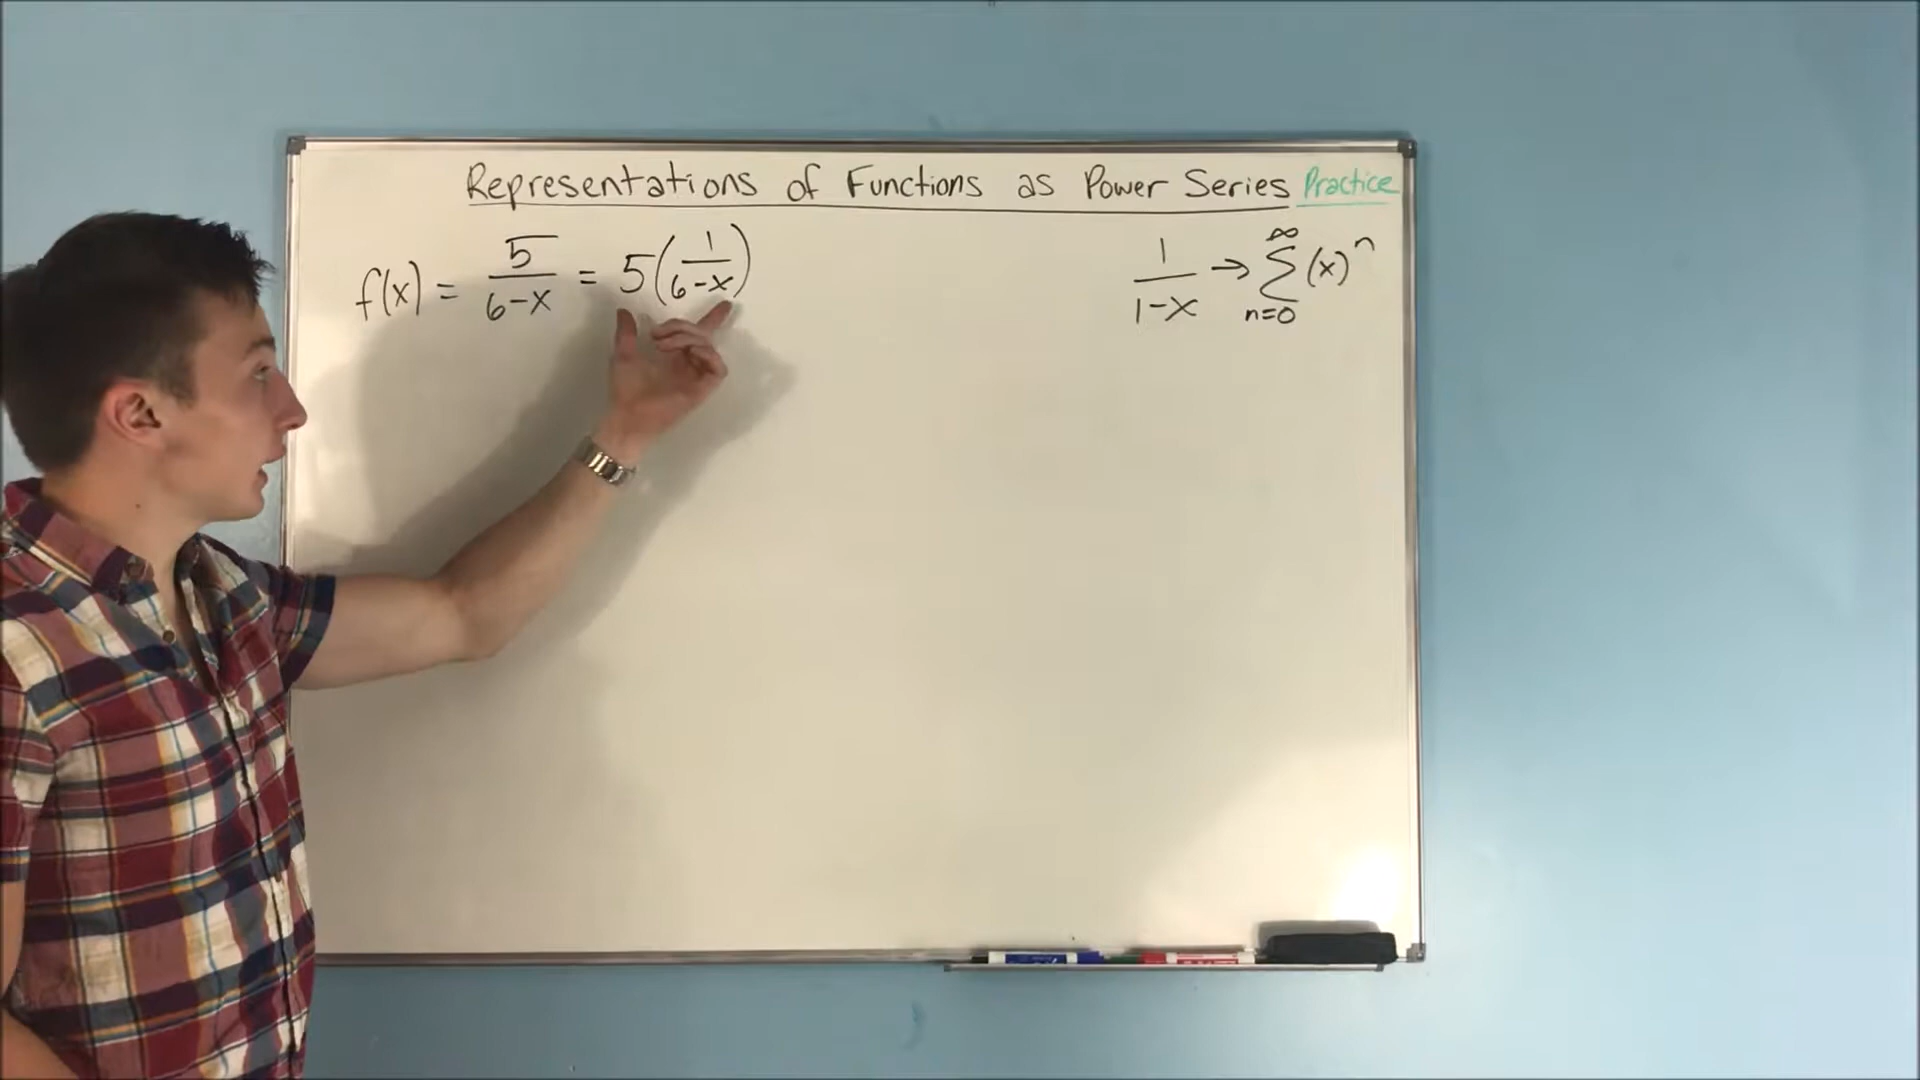 Representations of Functions as Power Series Practice
f(x) = 5/(6-x) = 5(1/(6-x))
1/(1-x) → ∞ Σ n=0 (x)^n